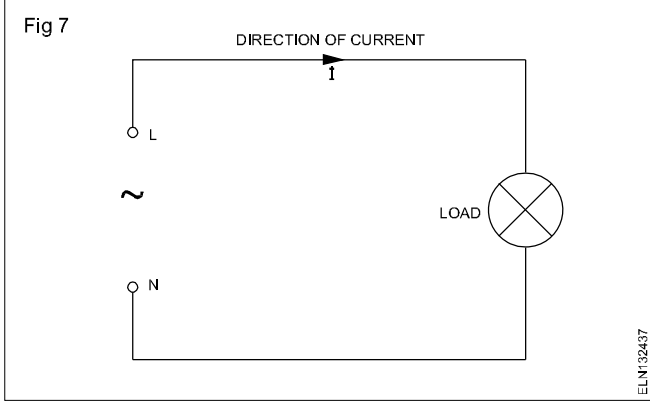 Fig 7
DIRECTION OF CURRENT
I
L
~
LOAD
N
ELN132437